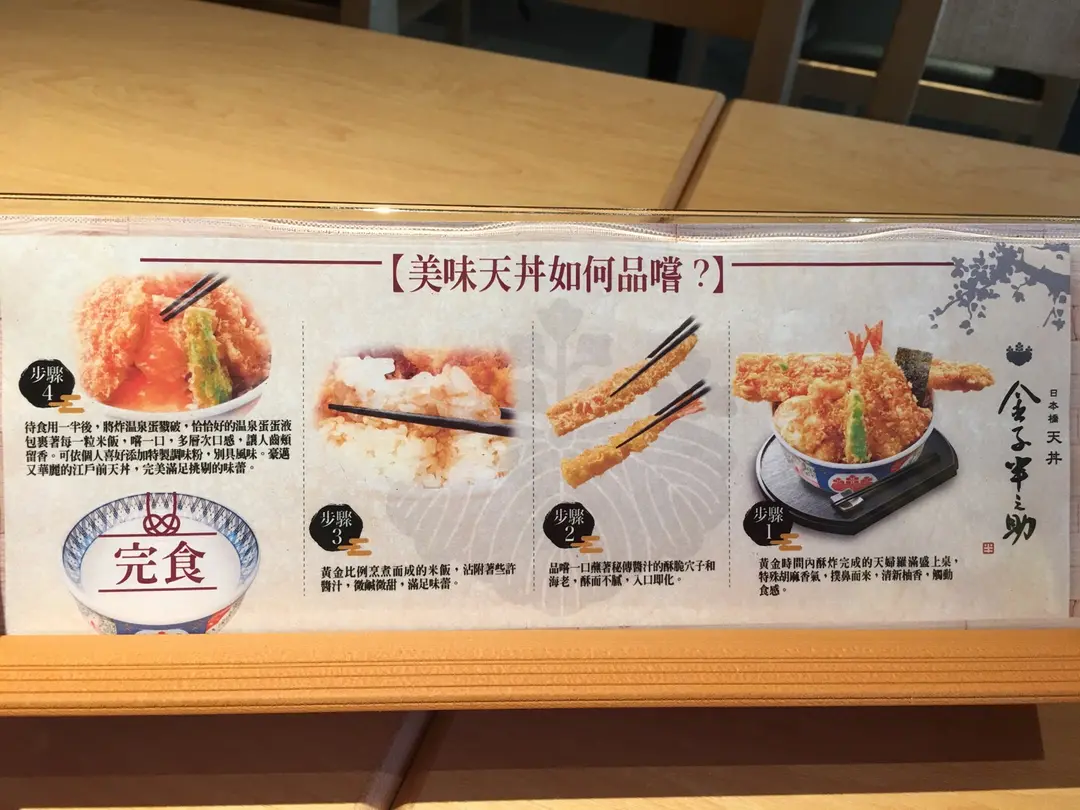 【美味天丼如何品嚐？】
日本橋 天丼
金子半之助
步驟
1
黃金時間內酥炸完成的天婦羅滿盛上桌，
特殊胡麻香氣，撲鼻而來，清新柚香，觸動
食感。
步驟
2
品嚐一口蘸著秘傳醬汁的酥脆穴子和
海老，酥而不膩，入口即化。
步驟
3
黃金比例烹煮而成的米飯，沾附著些許
醬汁，微鹹微甜，滿足味蕾。
步驟
4
待食用一半後，將炸温泉蛋戳破，恰恰好的温泉蛋蛋液
包裹著每一粒米飯，嚐一口，多層次口感，讓人齒頰
留香。可依個人喜好添加特製調味粉，別具風味。豪邁
又華麗的江戶前天丼，完美滿足挑剔的味蕾。
完食